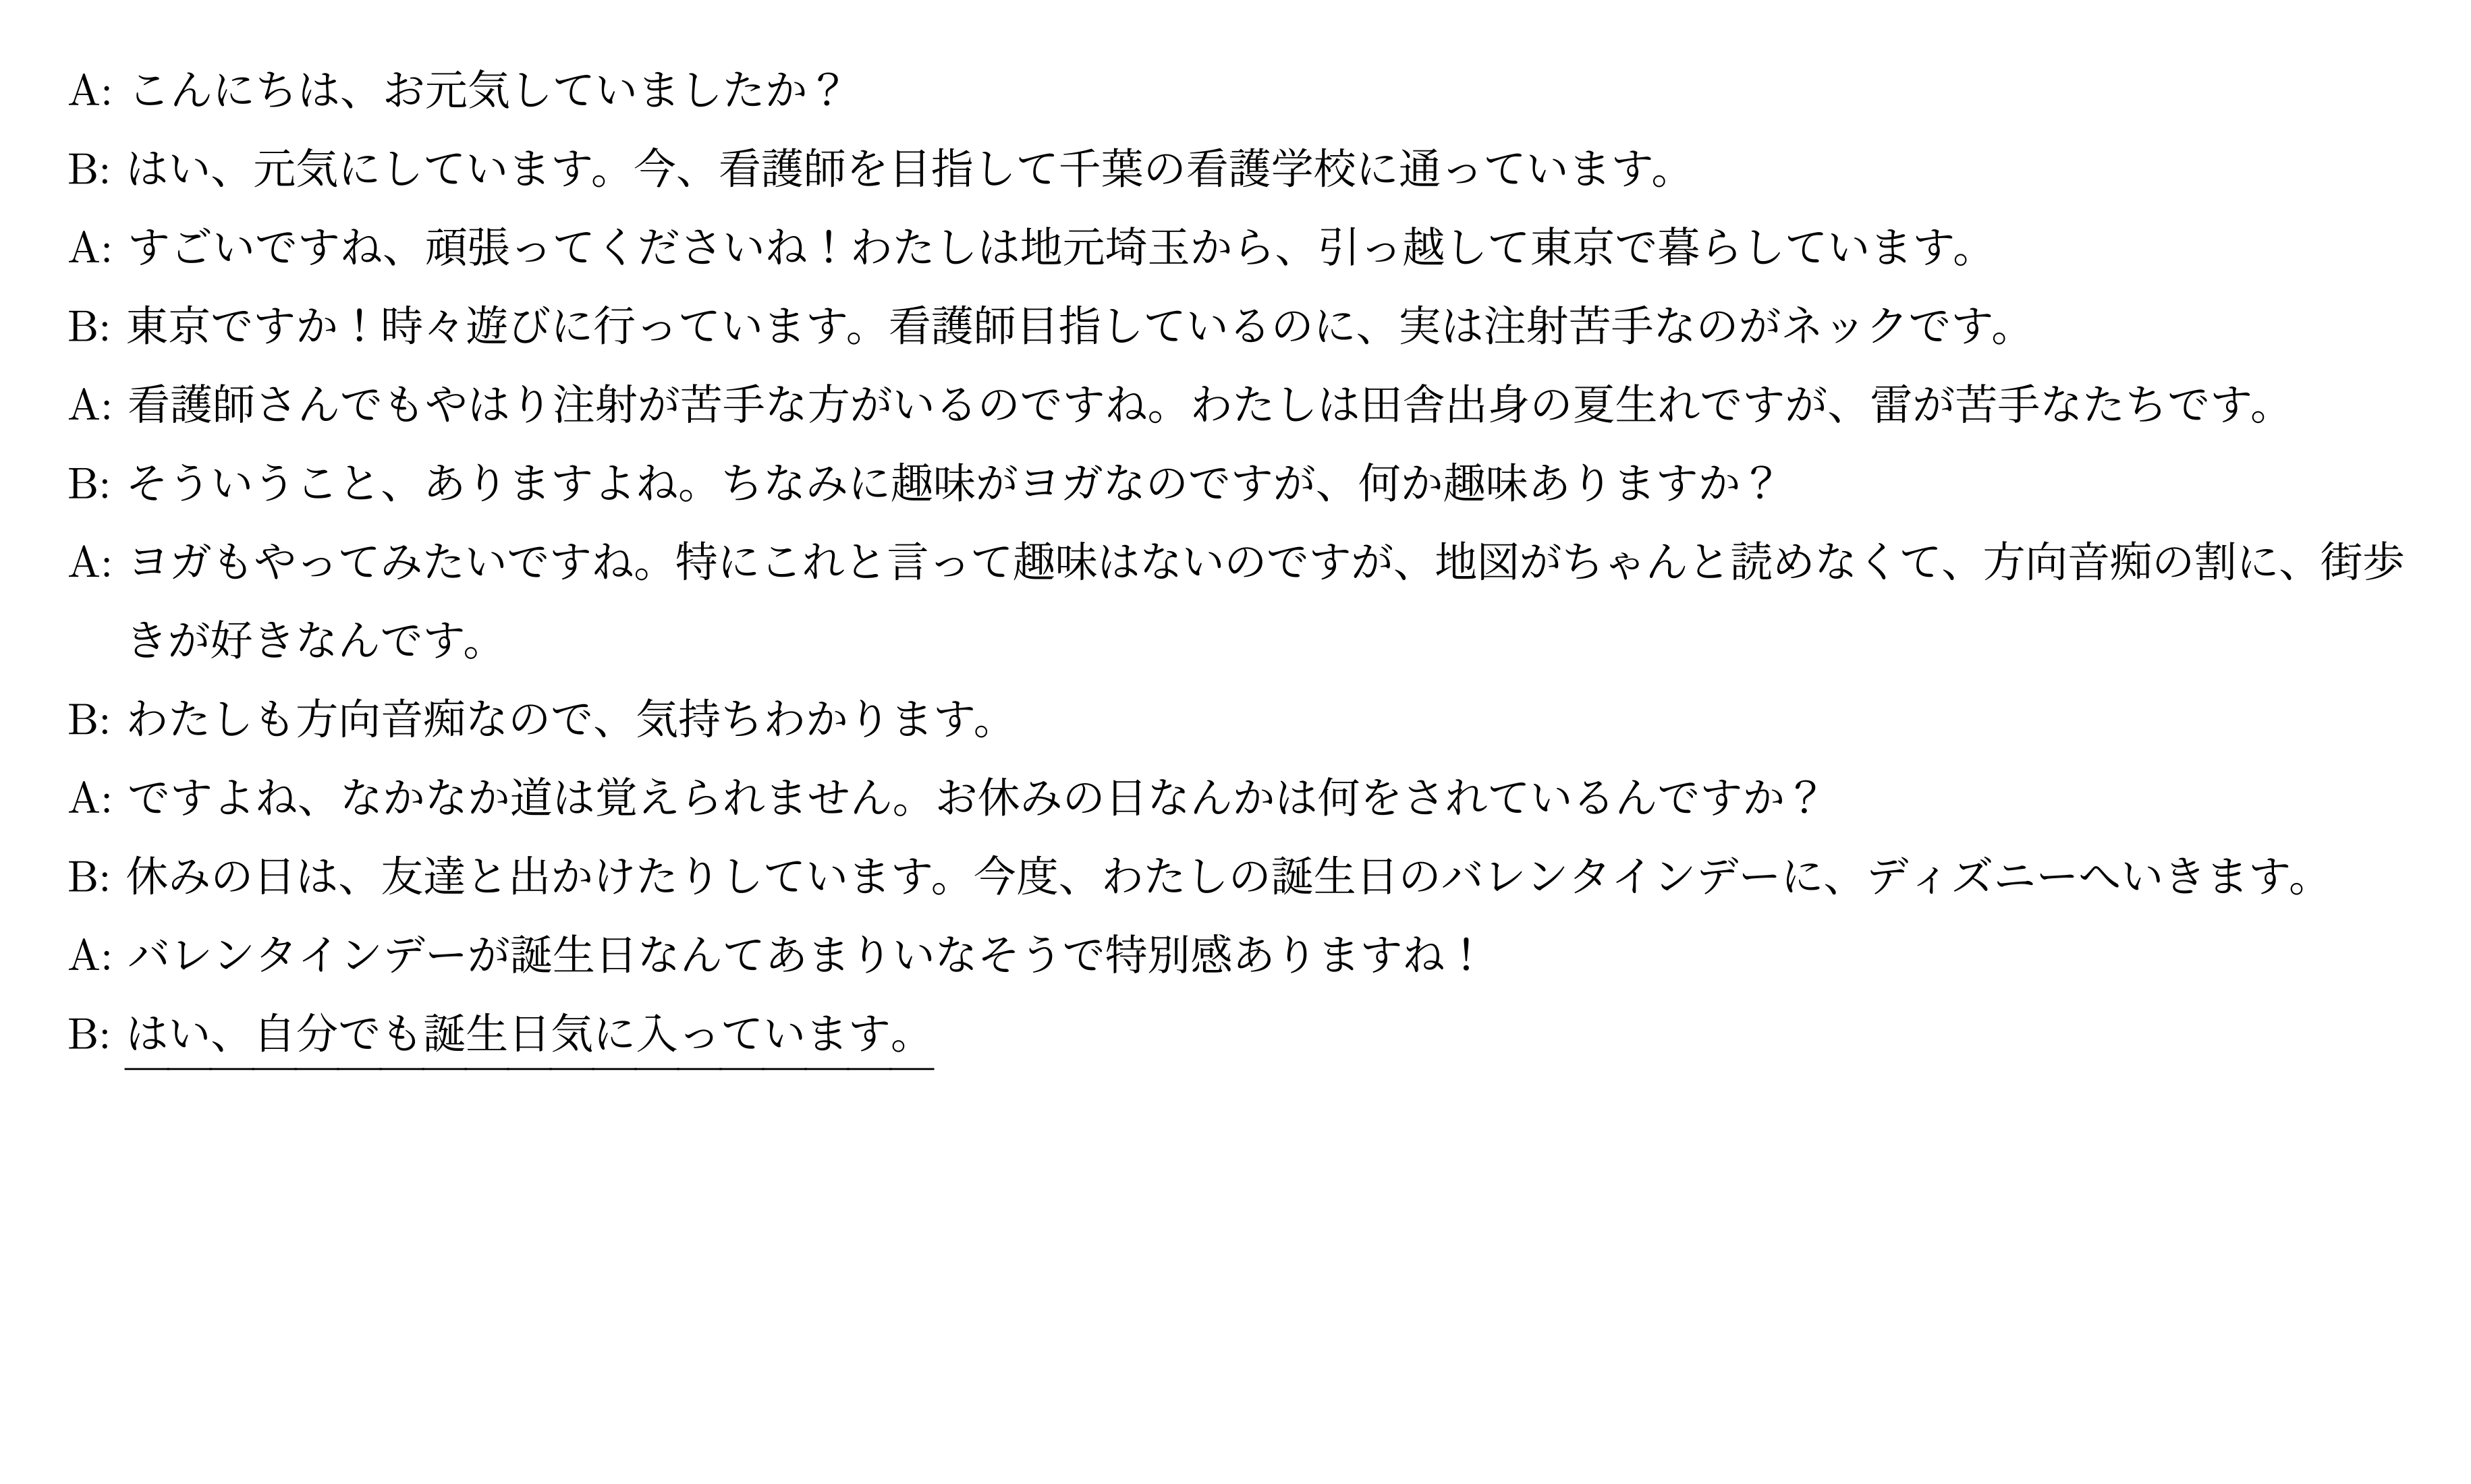 A: こんにちは、お元気していましたか？
B: はい、元気にしています。今、看護師を目指して千葉の看護学校に通っています。
A: すごいですね、頑張ってくださいね！わたしは地元埼玉から、引っ越して東京で暮らしています。
B: 東京ですか！時々遊びに行っています。看護師目指しているのに、実は注射苦手なのがネックです。
A: 看護師さんでもやはり注射が苦手な方がいるのですね。わたしは田舎出身の夏生れですが、雷が苦手なたちです。
B: そういうこと、ありますよね。ちなみに趣味がヨガなのですが、何か趣味ありますか？
A: ヨガもやってみたいですね。特にこれと言って趣味はないのですが、地図がちゃんと読めなくて、方向音痴の割に、街歩
きが好きなんです。
B: わたしも方向音痴なので、気持ちわかります。
A: ですよね、なかなか道は覚えられません。お休みの日なんかは何をされているんですか？
B: 休みの日は、友達と出かけたりしています。今度、わたしの誕生日のバレンタインデーに、ディズニーへいきます。
A: バレンタインデーが誕生日なんてあまりいなそうで特別感ありますね！
B: はい、自分でも誕生日気に入っています。